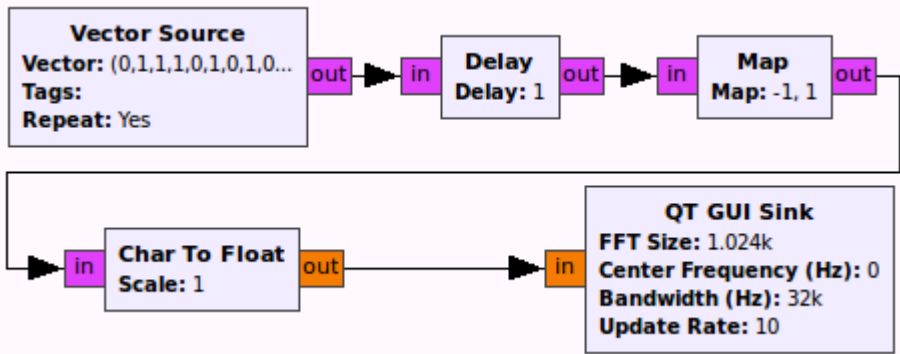 Vector Source
Vector: (0,1,1,1,0,1,0,1,0...
Tags:
Repeat: Yes
out
in
Delay
Delay: 1
out
in
Map
Map: -1, 1
out
in
Char To Float
Scale: 1
out
in
QT GUI Sink
FFT Size: 1.024k
Center Frequency (Hz): 0
Bandwidth (Hz): 32k
Update Rate: 10